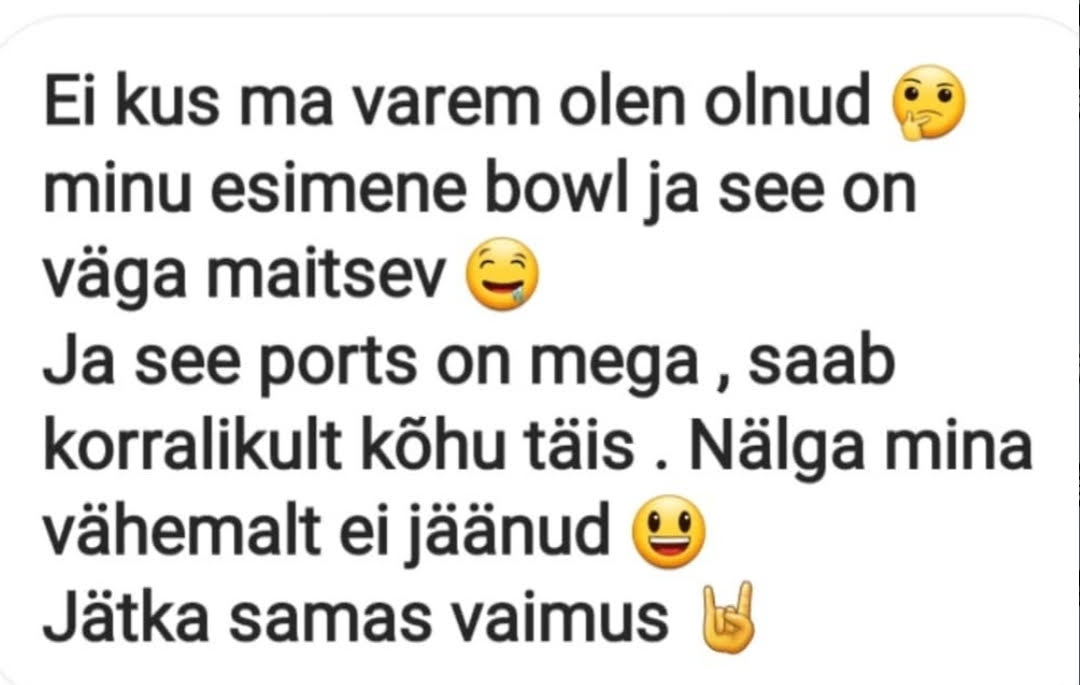 Ei kus ma varem olen olnud 🤔
minu esimene bowl ja see on
väga maitsev 🤤
Ja see ports on mega , saab
korralikult kõhu täis . Nälga mina
vähemalt ei jäänud 😃
Jätka samas vaimus 🤘